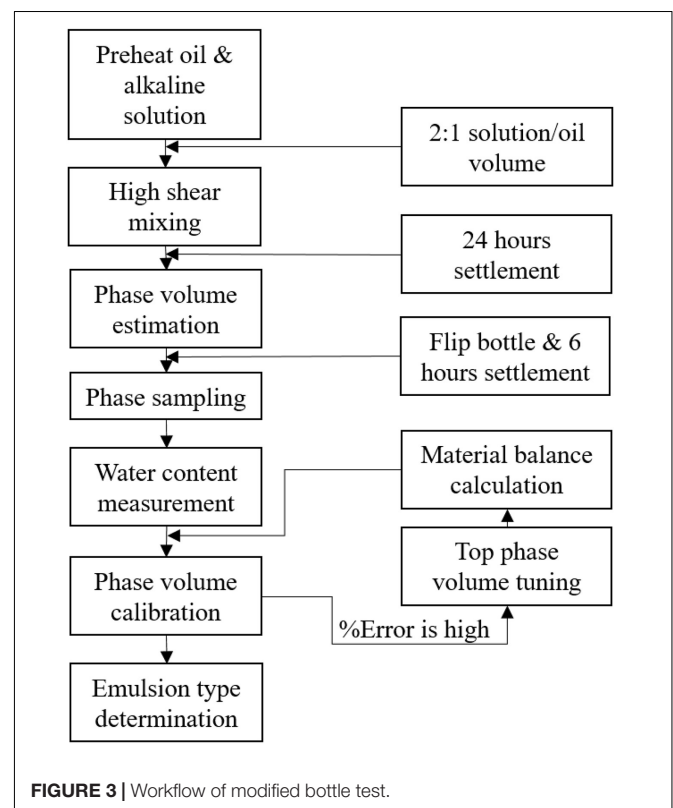 Preheat oil &
alkaline
solution
2:1 solution/oil
volume
High shear
mixing
24 hours
settlement
Phase volume
estimation
Flip bottle & 6
hours settlement
Phase sampling
Water content
measurement
Material balance
calculation
Top phase
volume tuning
Phase volume
calibration
%Error is high
Emulsion type
determination
FIGURE 3 | Workflow of modified bottle test.